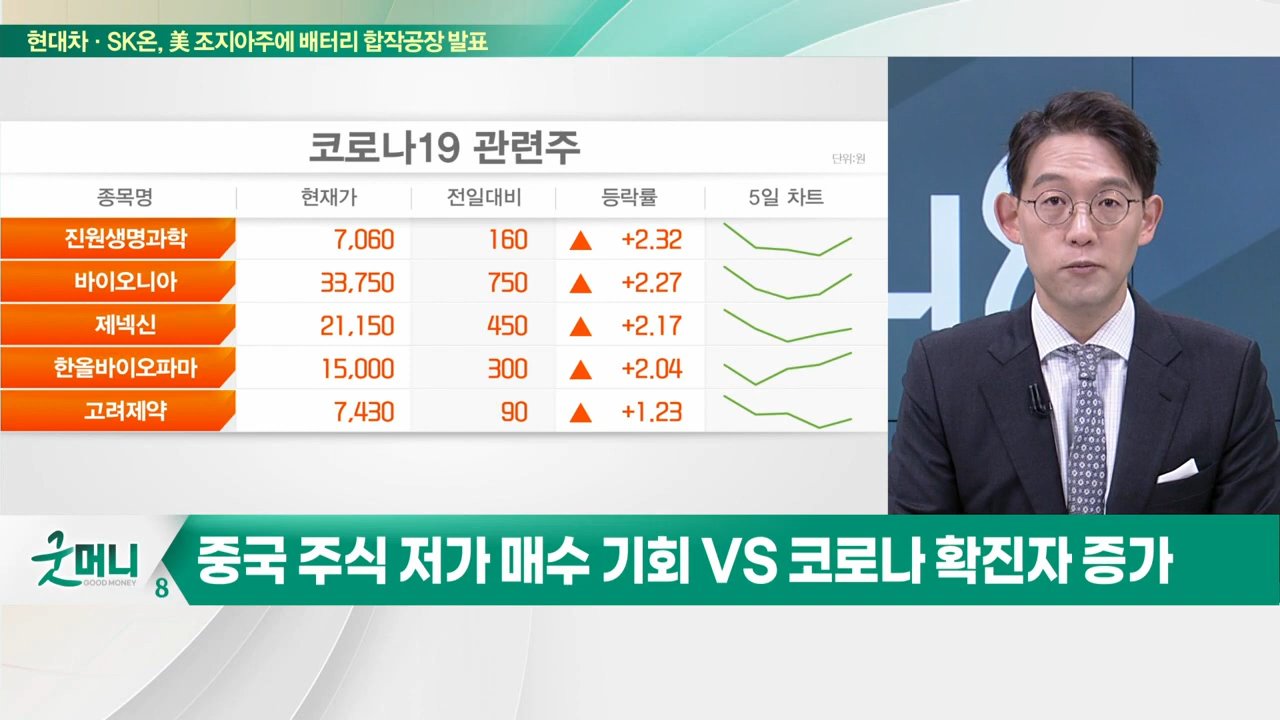 현대차·SK온, 美 조지아주에 배터리 합작공장 발표
코로나19 관련주
단위:원
종목명 현재가 전일대비 등락률 5일 차트
진원생명과학 7,060 160 ▲ +2.32
바이오니아 33,750 750 ▲ +2.27
제넥신 21,150 450 ▲ +2.17
한올바이오파마 15,000 300 ▲ +2.04
고려제약 7,430 90 ▲ +1.23
굿머니
GOOD MONEY
8
중국 주식 저가 매수 기회 VS 코로나 확진자 증가